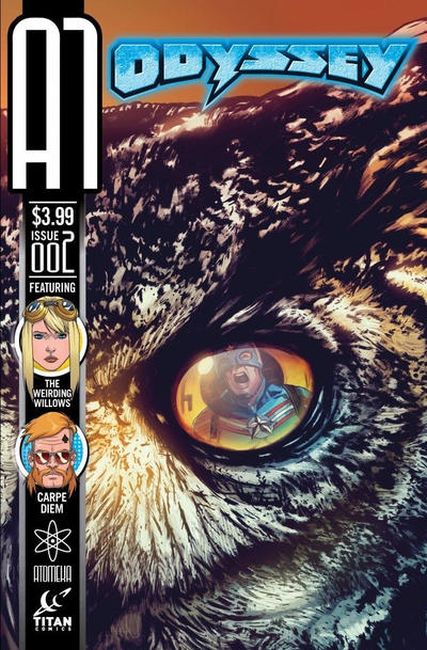 A1
ODYSSEY
$3.99
ISSUE
002
FEATURING
THE
WEIRDING
WILLOWS
CARPE
DIEM
ATOMEKA
TITAN
COMICS